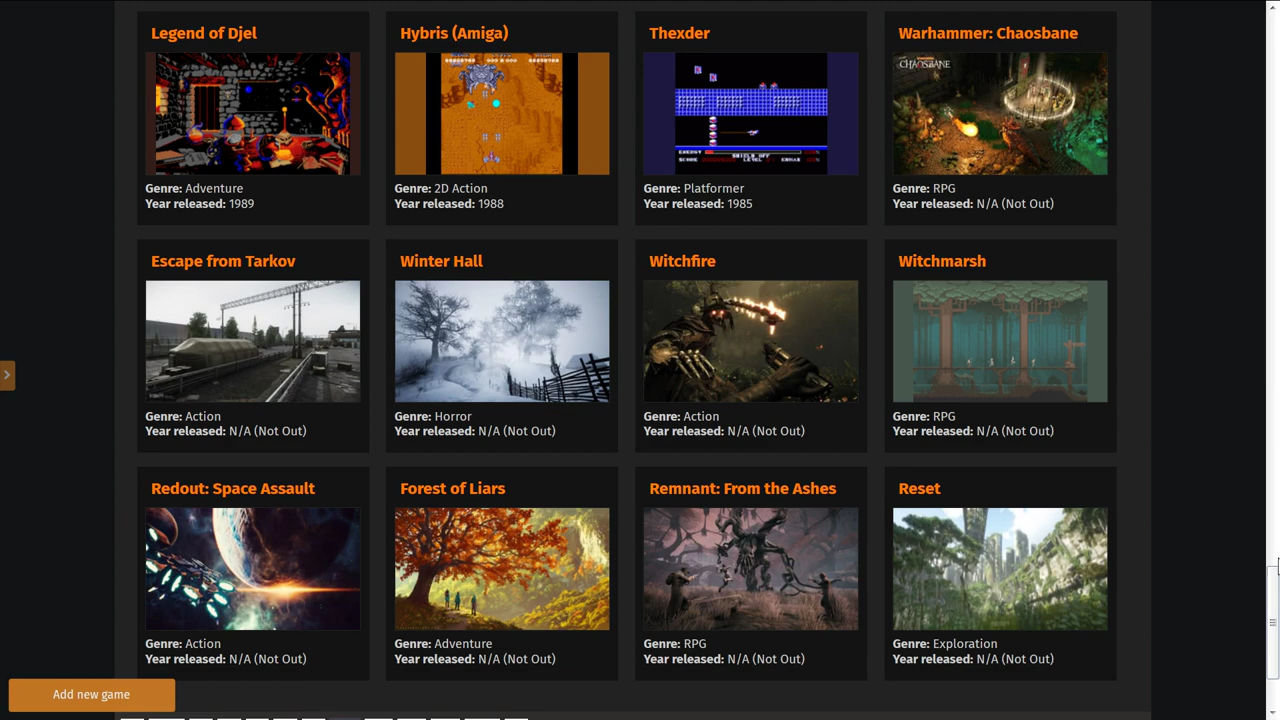 Legend of Djel
Hybris (Amiga)
Thexder
Warhammer: Chaosbane
CHAOSBANE
Genre: Adventure
Year released: 1989
Genre: 2D Action
Year released: 1988
Genre: Platformer
Year released: 1985
Genre: RPG
Year released: N/A (Not Out)
Escape from Tarkov
Winter Hall
Witchfire
Witchmarsh
Genre: Action
Year released: N/A (Not Out)
Genre: Horror
Year released: N/A (Not Out)
Genre: Action
Year released: N/A (Not Out)
Genre: RPG
Year released: N/A (Not Out)
Redout: Space Assault
Forest of Liars
Remnant: From the Ashes
Reset
Genre: Action
Year released: N/A (Not Out)
Genre: Adventure
Year released: N/A (Not Out)
Genre: RPG
Year released: N/A (Not Out)
Genre: Exploration
Year released: N/A (Not Out)
Add new game